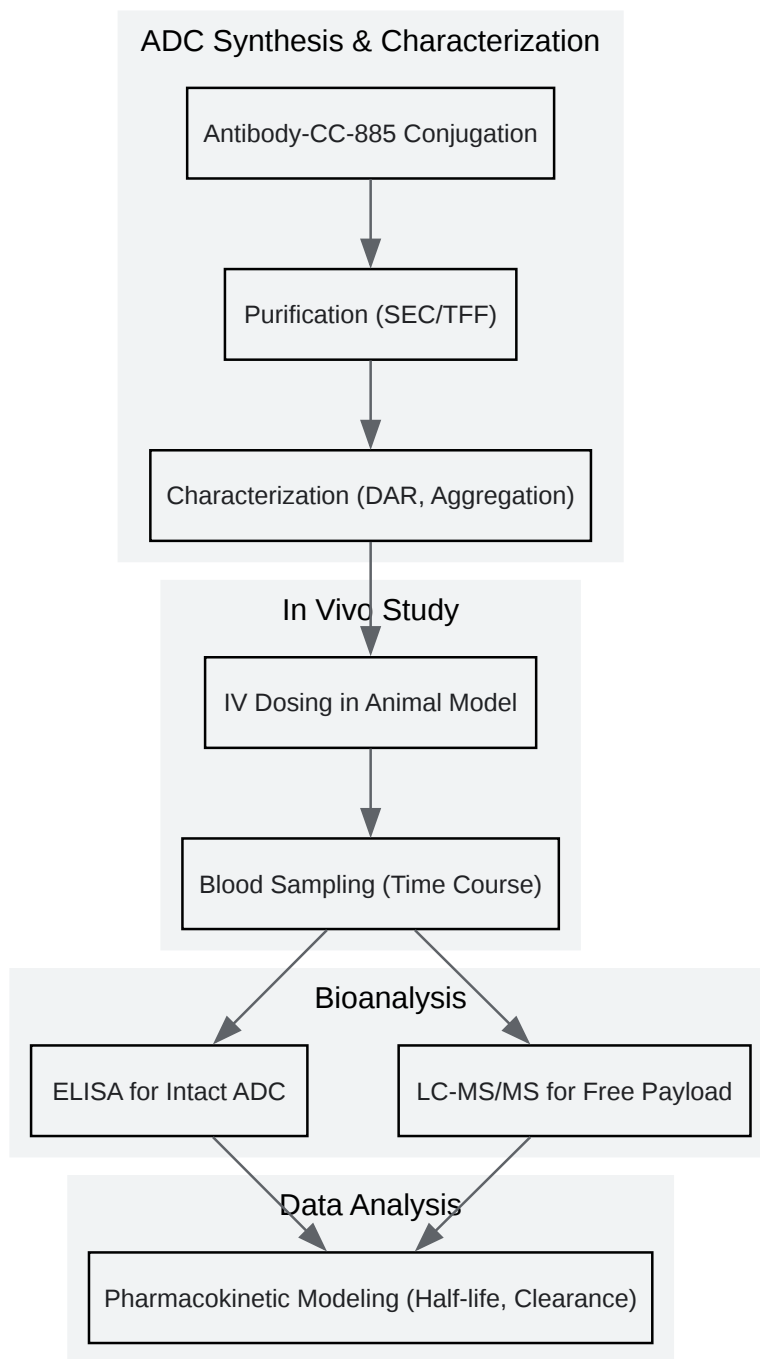 ADC Synthesis & Characterization
Antibody-CC-885 Conjugation
Purification (SEC/TFF)
Characterization (DAR, Aggregation)
In Vivo Study
IV Dosing in Animal Model
Blood Sampling (Time Course)
Bioanalysis
ELISA for Intact ADC
LC-MS/MS for Free Payload
Data Analysis
Pharmacokinetic Modeling (Half-life, Clearance)